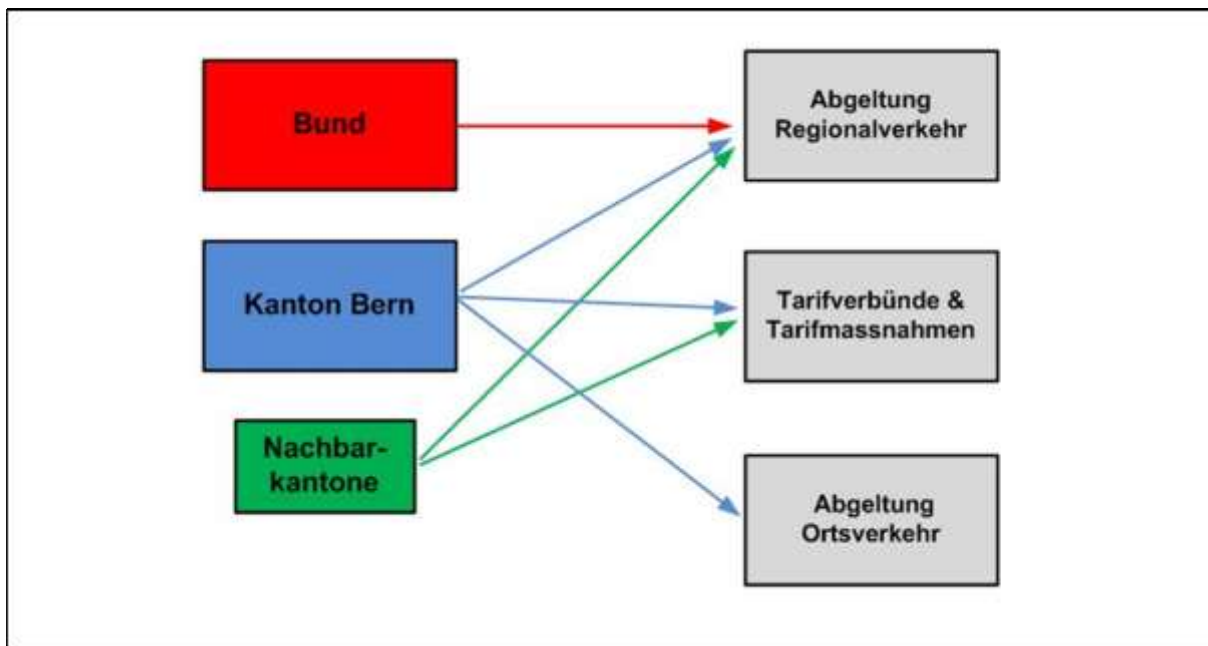 Bund
Kanton Bern
Nachbar-
kantone
Abgeltung
Regionalverkehr
Tarifverbünde &
Tarifmassnahmen
Abgeltung
Ortsverkehr